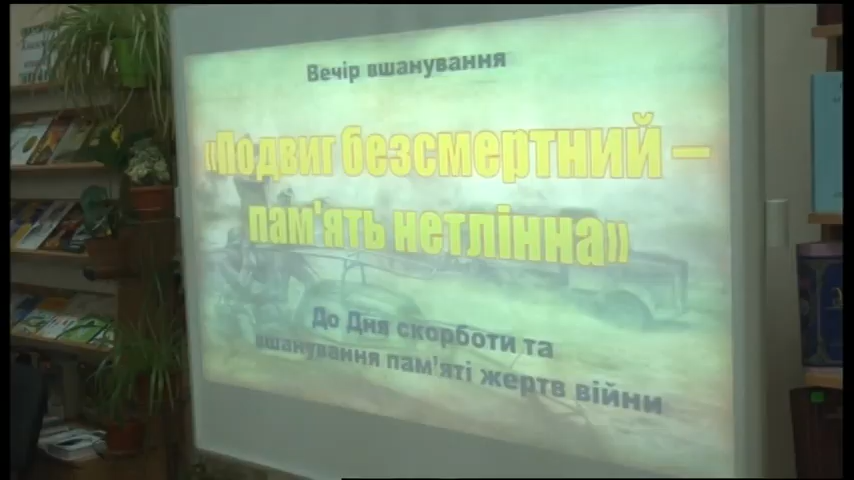 Вечір вшанування
«Подвиг безсмертний –
пам'ять нетлінна»
До Дня скорботи та
вшанування пам'яті жертв війни